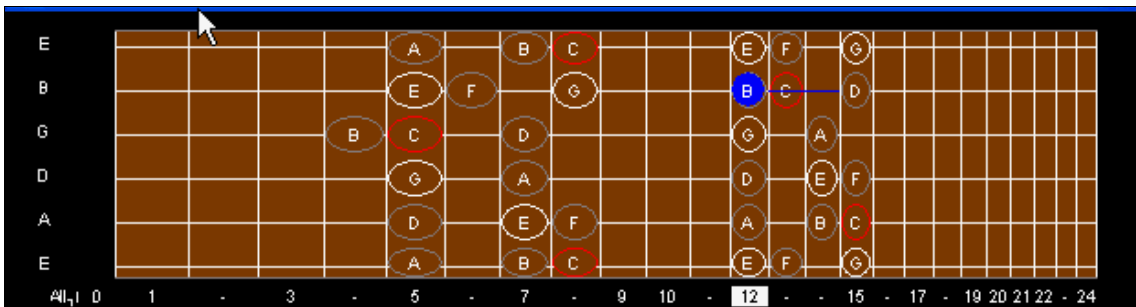 E A B C E F G
B E F G B C D
G B C D G A
D G A D E F
A D E F A B C
E A B C E F G
All 0 1 - 3 - 5 - 7 - 9 10 - 12 - - 15 - 17 - 19 20 21 22 - 24